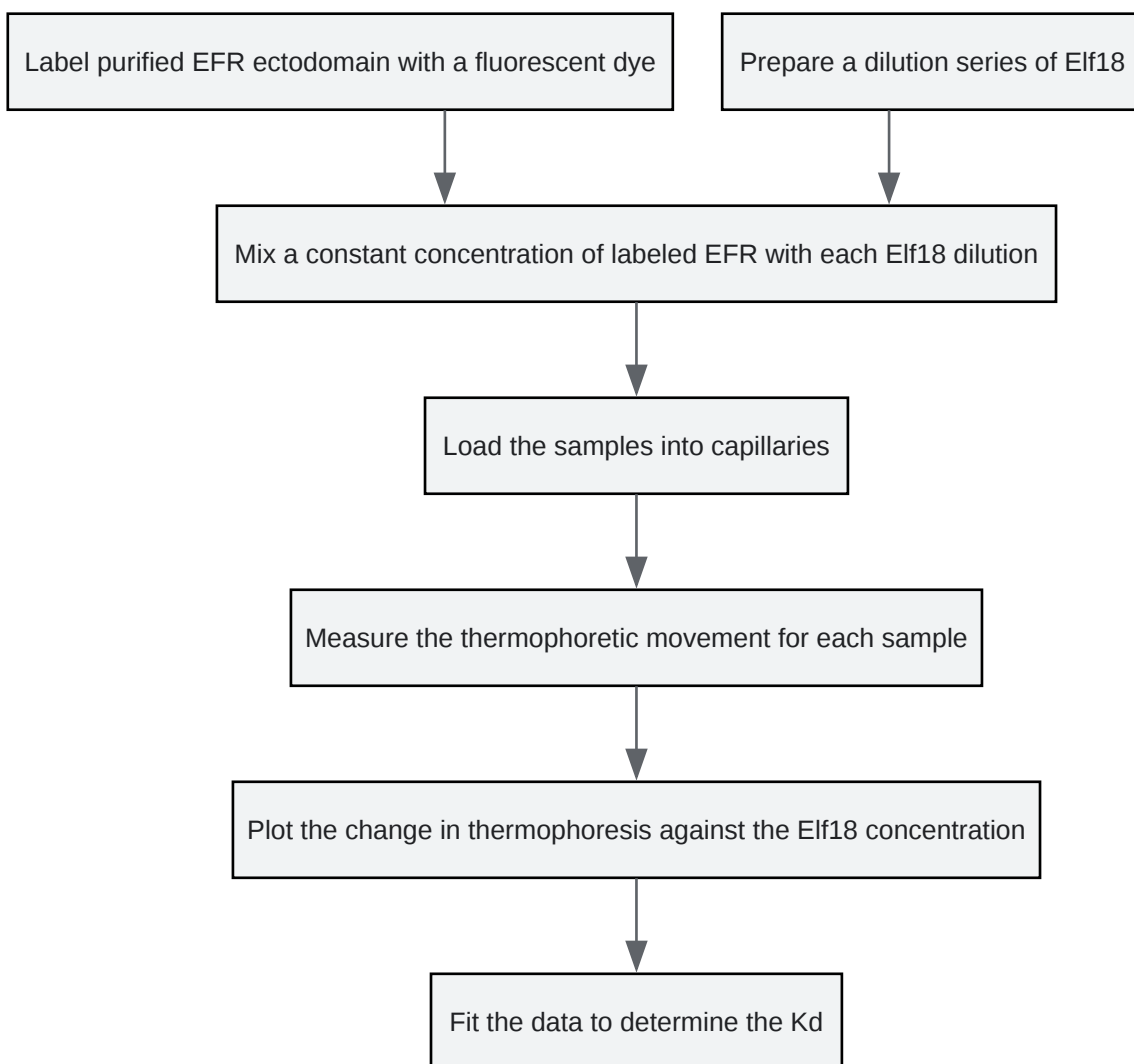 Label purified EFR ectodomain with a fluorescent dye
Prepare a dilution series of Elf18
Mix a constant concentration of labeled EFR with each Elf18 dilution
Load the samples into capillaries
Measure the thermophoretic movement for each sample
Plot the change in thermophoresis against the Elf18 concentration
Fit the data to determine the Kd